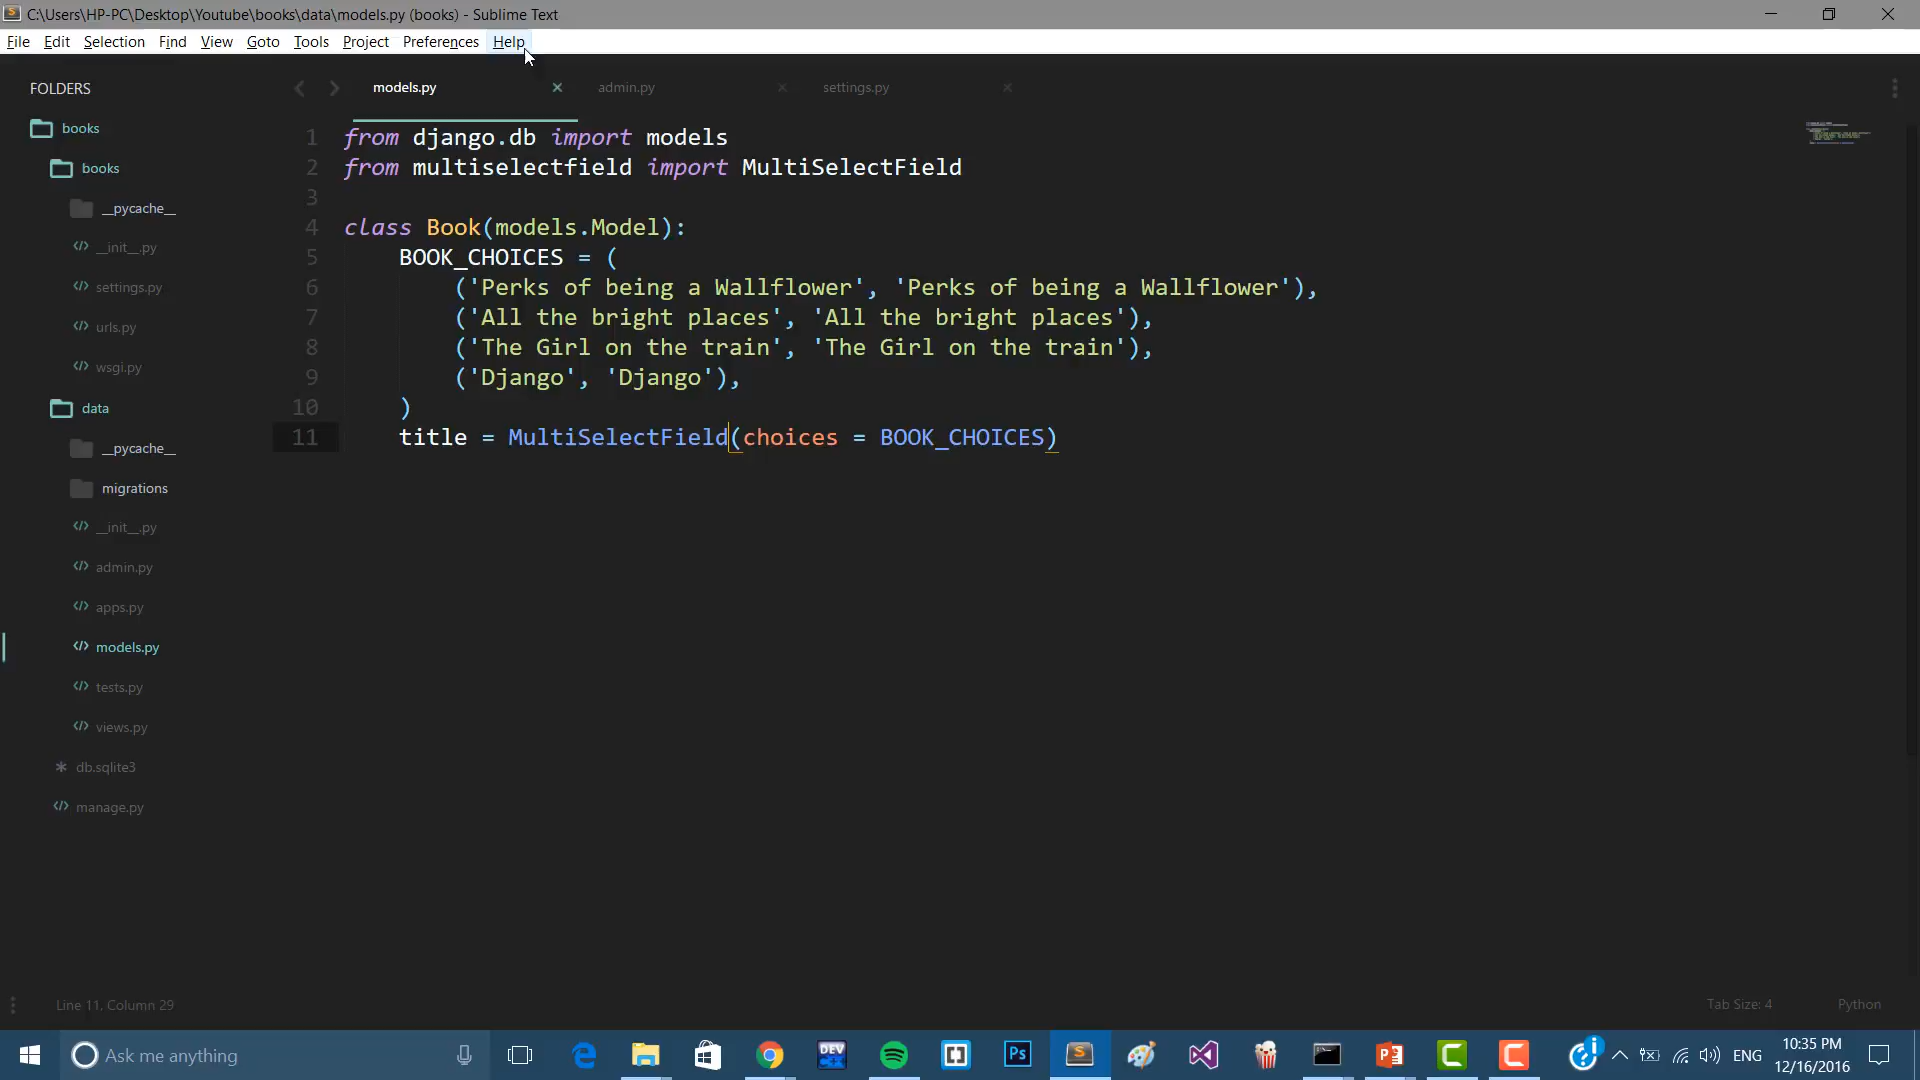 C:\Users\HP-PC\Desktop\Youtube\books\data\models.py (books) - Sublime Text
File Edit Selection Find View Goto Tools Project Preferences Help
FOLDERS
books
books
__pycache__
__init__.py
settings.py
urls.py
wsgi.py
data
__pycache__
migrations
__init__.py
admin.py
apps.py
models.py
tests.py
views.py
db.sqlite3
manage.py
models.py admin.py settings.py
1 from django.db import models
2 from multiselectfield import MultiSelectField
3
4 class Book(models.Model):
5 BOOK_CHOICES = (
6 ('Perks of being a Wallflower', 'Perks of being a Wallflower'),
7 ('All the bright places', 'All the bright places'),
8 ('The Girl on the train', 'The Girl on the train'),
9 ('Django', 'Django'),
10 )
11 title = MultiSelectField(choices = BOOK_CHOICES)
Line 11, Column 29 Tab Size: 4 Python
Ask me anything
DEV
Ps
ENG
10:35 PM
12/16/2016